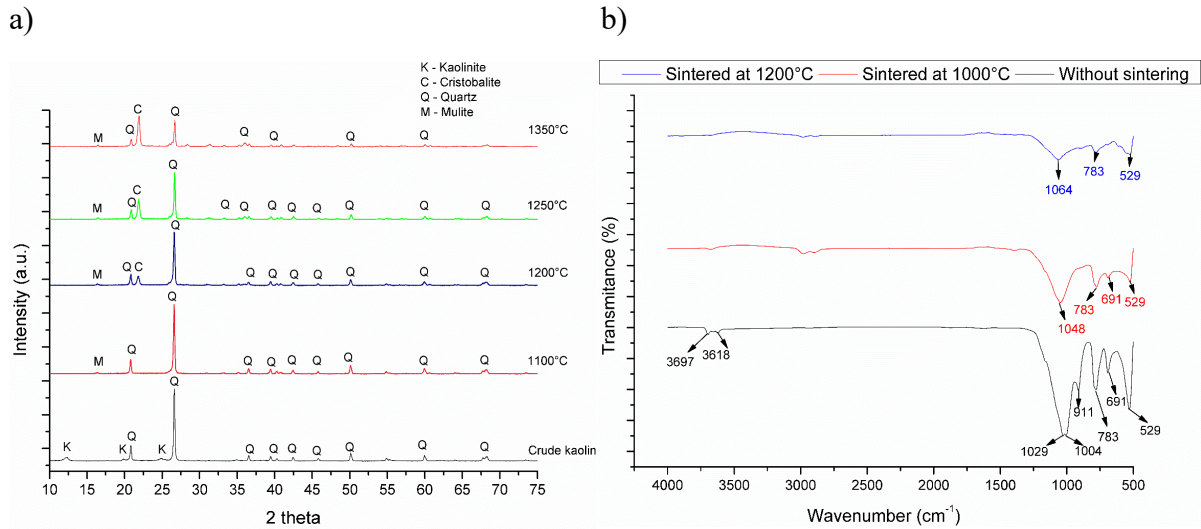 a)
K - Kaolinite
C - Cristobalite
Q - Quartz
M - Mulite
M Q C Q Q Q Q Q 1350°C
M Q C Q Q Q Q Q Q Q Q Q 1250°C
M Q C Q Q Q Q Q Q Q Q 1200°C
M Q Q Q Q Q Q Q Q Q 1100°C
K K Q K Q Q Q Q Q Q Q Q Crude kaolin
Intensity (a.u.)
10 15 20 25 30 35 40 45 50 55 60 65 70 75
2 theta
b)
Sintered at 1200°C Sintered at 1000°C Without sintering
1064 783 529
1048 783 691 529
3697 3618
1029 1004 911 783 691 529
Transmitance (%)
4000 3500 3000 2500 2000 1500 1000 500
Wavenumber (cm-1)